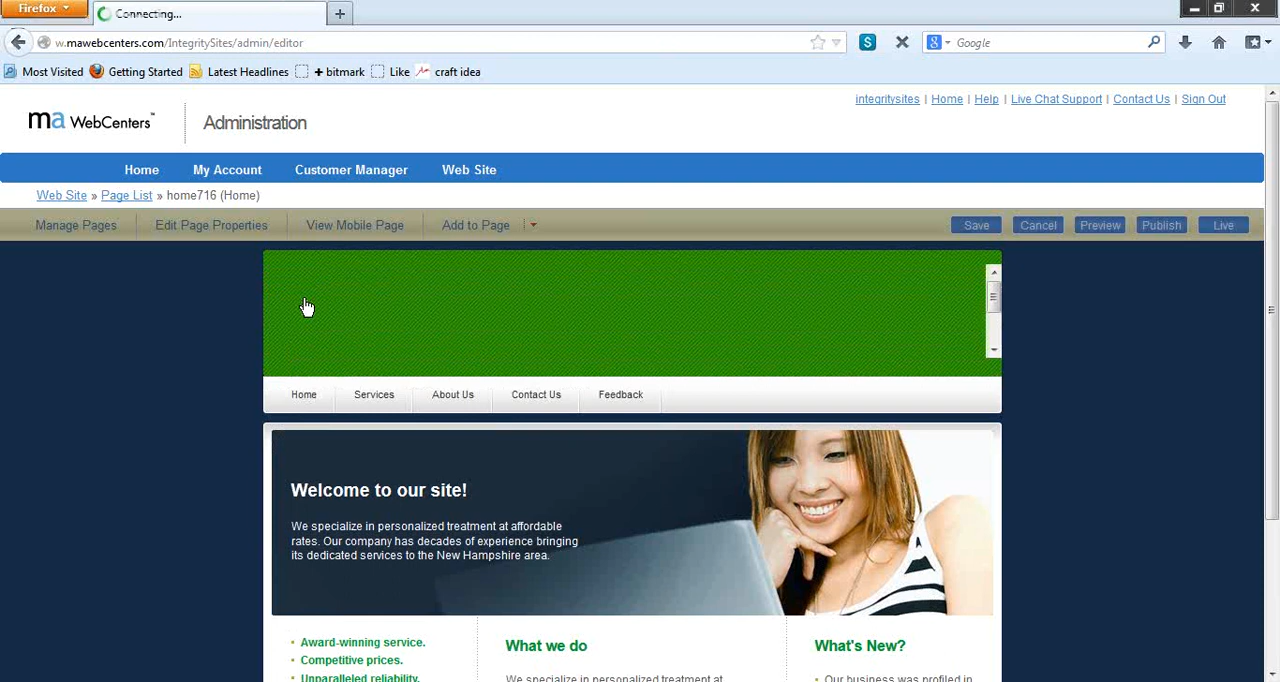 Firefox
Connecting...
w.mawebcenters.com/IntegritySites/admin/editor
S
Google
Most Visited Getting Started Latest Headlines + bitmark Like craft idea
integritysites | Home | Help | Live Chat Support | Contact Us | Sign Out
ma WebCenters™ Administration
Home My Account Customer Manager Web Site
Web Site » Page List » home716 (Home)
Manage Pages Edit Page Properties View Mobile Page Add to Page Save Cancel Preview Publish Live
Home Services About Us Contact Us Feedback
Welcome to our site!
We specialize in personalized treatment at affordable
rates. Our company has decades of experience bringing
its dedicated services to the New Hampshire area.
• Award-winning service.
• Competitive prices.
Unparalleled reliability.
What we do
We specialize in personalized treatment at
What's New?
• Our business was profiled in